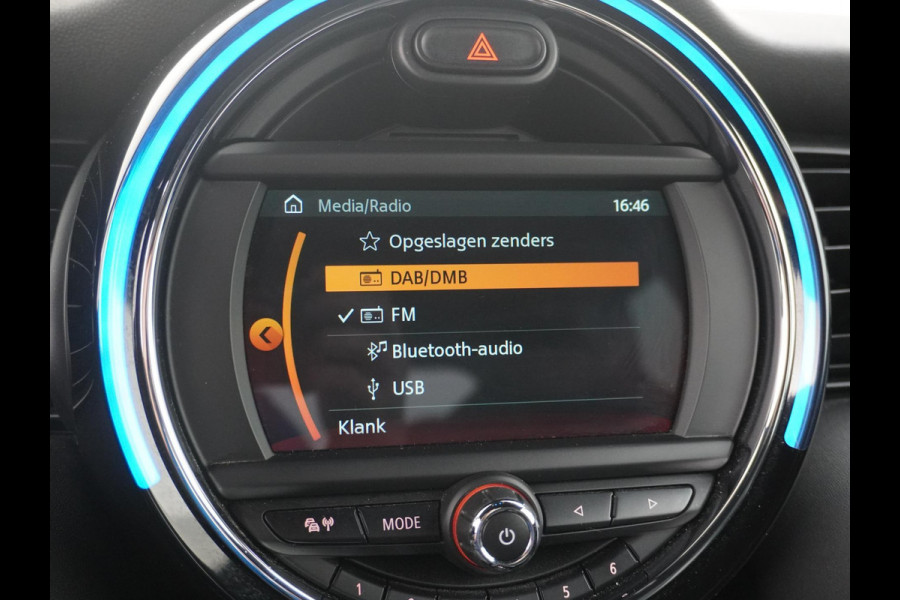 Media/Radio 16:46
Opgeslagen zenders
DAB/DMB
FM
Bluetooth-audio
USB
Klank
MODE
1
5
6